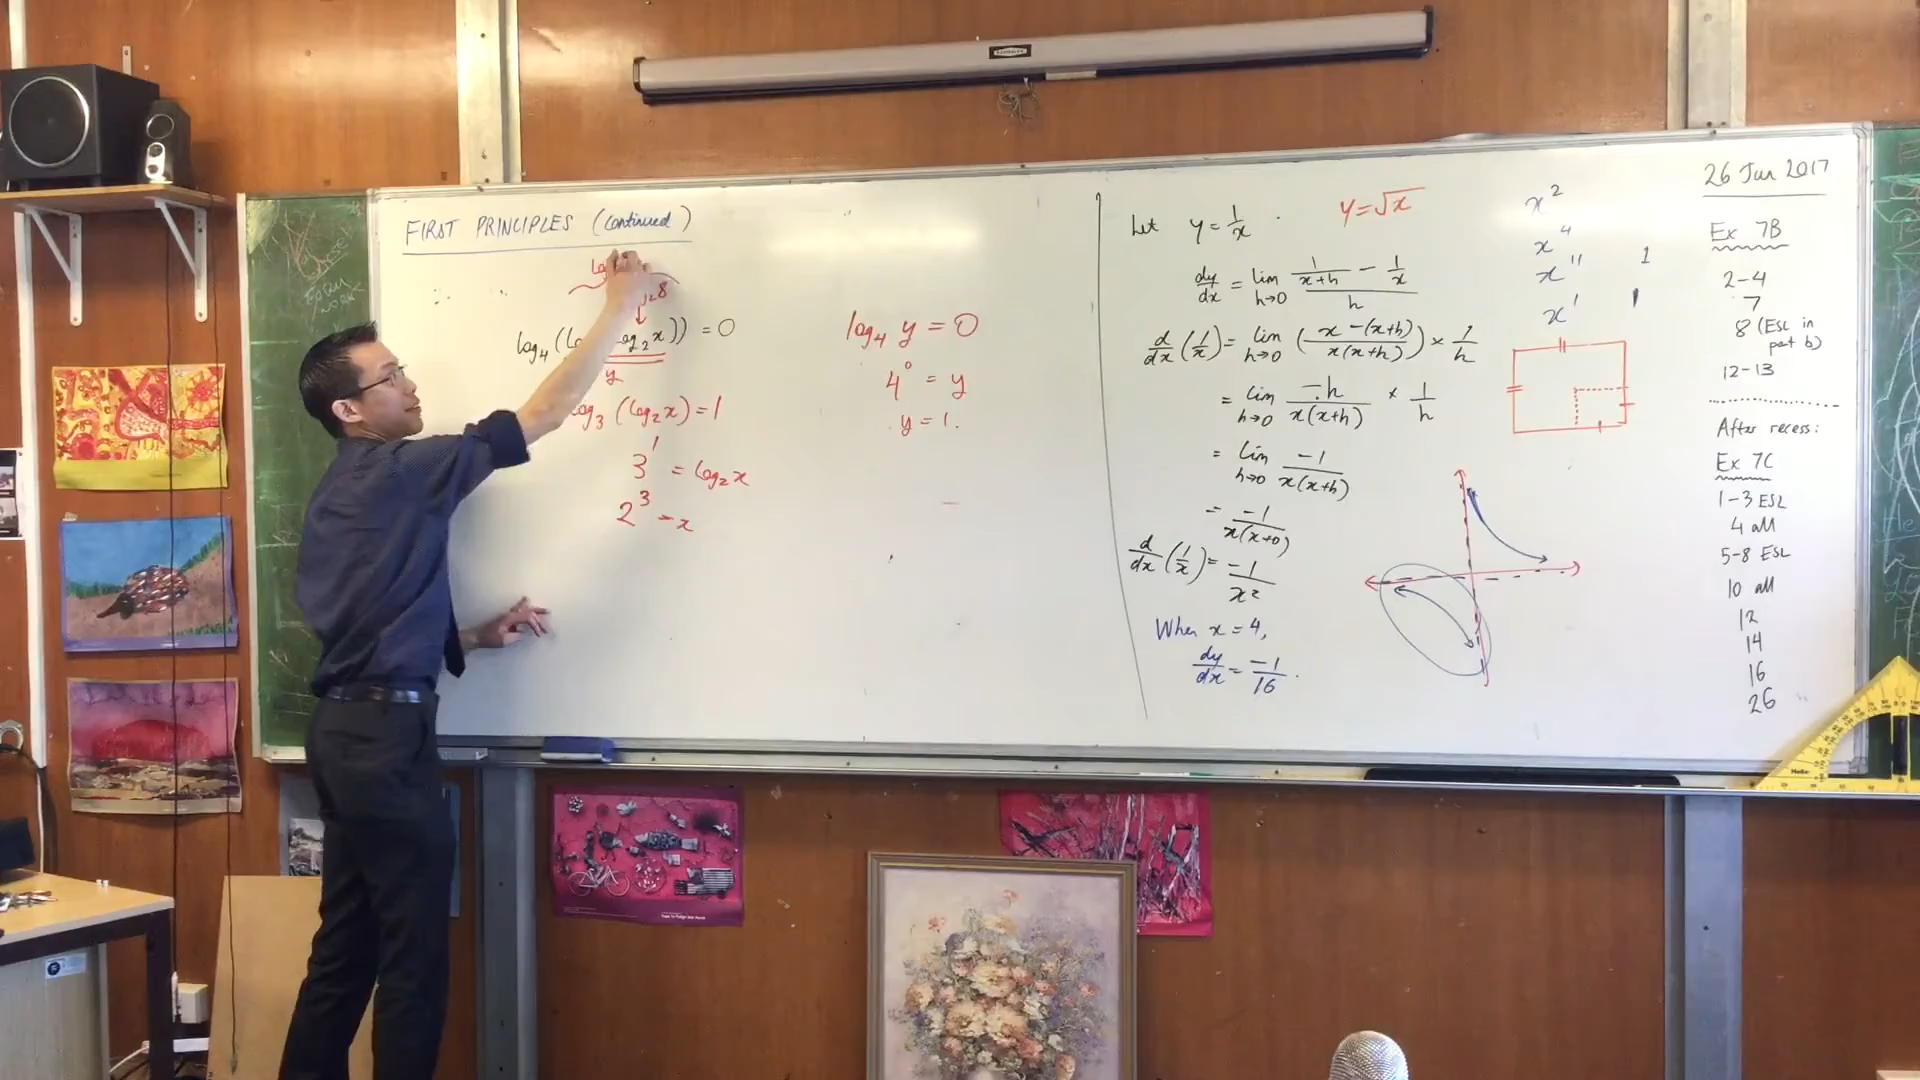 FIRST PRINCIPLES (continued)
log₄(log₂x)) = 0
y
log₃(log₂x) = 1
3¹ = log₂x
2³ = x
log₄ y = 0
4⁰ = y
y = 1.
Let y = 1/x
dy/dx = lim h→0 (1/(x+h) − 1/x)/h
d/dx (1/x) = lim h→0 ((x−(x+h))/(x(x+h))) × 1/h
= lim h→0 −h/(x(x+h)) × 1/h
= lim h→0 −1/(x(x+h))
= −1/(x(x+0))
d/dx (1/x) = −1/x²
When x = 4,
dy/dx = −1/16.
y = √x
x²
x⁴
x¹¹ 1
x¹ 1
26 Jun 2017
Ex 7B
2-4
7
8 (ESL in
part b)
12-13
After recess:
Ex 7C
1-3 ESL
4 all
5-8 ESL
10 all
12
14
16
26